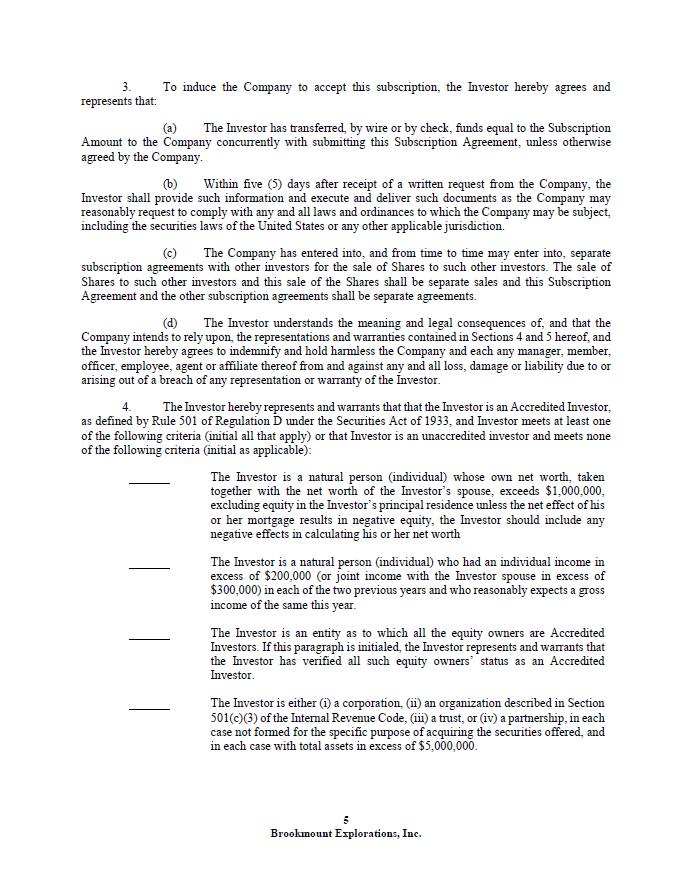 3. To induce the Company to accept this subscription, the Investor hereby agrees and
represents that:
(a) The Investor has transferred, by wire or by check, funds equal to the Subscription
Amount to the Company concurrently with submitting this Subscription Agreement, unless otherwise
agreed by the Company.
(b) Within five (5) days after receipt of a written request from the Company, the
Investor shall provide such information and execute and deliver such documents as the Company may
reasonably request to comply with any and all laws and ordinances to which the Company may be subject,
including the securities laws of the United States or any other applicable jurisdiction.
(c) The Company has entered into, and from time to time may enter into, separate
subscription agreements with other investors for the sale of Shares to such other investors. The sale of
Shares to such other investors and this sale of the Shares shall be separate sales and this Subscription
Agreement and the other subscription agreements shall be separate agreements.
(d) The Investor understands the meaning and legal consequences of, and that the
Company intends to rely upon, the representations and warranties contained in Sections 4 and 5 hereof, and
the Investor hereby agrees to indemnify and hold harmless the Company and each any manager, member,
officer, employee, agent or affiliate thereof from and against any and all loss, damage or liability due to or
arising out of a breach of any representation or warranty of the Investor.
4. The Investor hereby represents and warrants that that the Investor is an Accredited Investor,
as defined by Rule 501 of Regulation D under the Securities Act of 1933, and Investor meets at least one
of the following criteria (initial all that apply) or that Investor is an unaccredited investor and meets none
of the following criteria (initial as applicable):
______ The Investor is a natural person (individual) whose own net worth, taken
together with the net worth of the Investor's spouse, exceeds $1,000,000,
excluding equity in the Investor's principal residence unless the net effect of his
or her mortgage results in negative equity, the Investor should include any
negative effects in calculating his or her net worth
______ The Investor is a natural person (individual) who had an individual income in
excess of $200,000 (or joint income with the Investor spouse in excess of
$300,000) in each of the two previous years and who reasonably expects a gross
income of the same this year.
______ The Investor is an entity as to which all the equity owners are Accredited
Investors. If this paragraph is initialed, the Investor represents and warrants that
the Investor has verified all such equity owners' status as an Accredited
Investor.
______ The Investor is either (i) a corporation, (ii) an organization described in Section
501(c)(3) of the Internal Revenue Code, (iii) a trust, or (iv) a partnership, in each
case not formed for the specific purpose of acquiring the securities offered, and
in each case with total assets in excess of $5,000,000.
5
Brookmount Explorations, Inc.